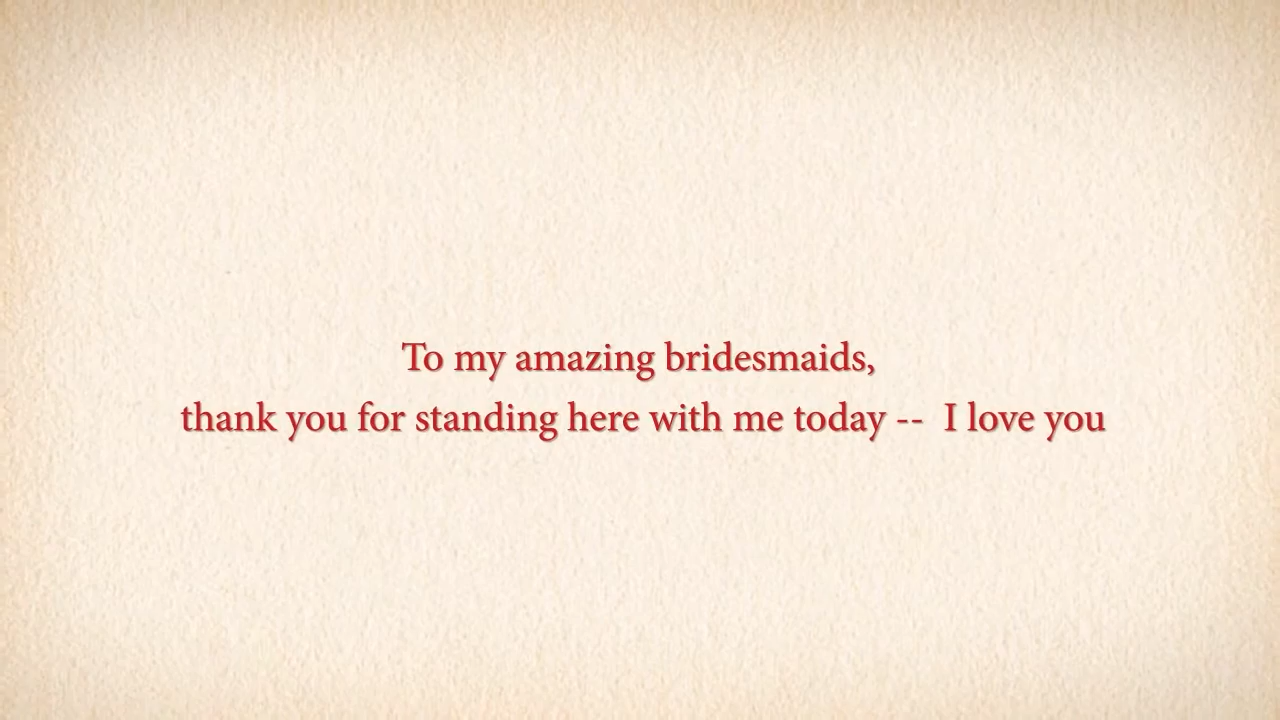 To my amazing bridesmaids,
thank you for standing here with me today --  I love you